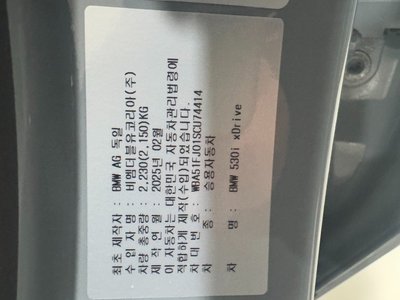 최초 제작자 : BMW AG 독일
수 입 자 명 : 비엠더블유코리아(주)
차량 총중량 : 2,230(2,150)KG
제 작 연 월 : 2025년 02월
이 자동차는 대한민국 자동차관리법령에
적합하게 제작(수입)되었습니다.
차 대 번 호 : WBA51FJ01SCU74414
차 종 : 승용자동차
차 명 : BMW 530i xDrive